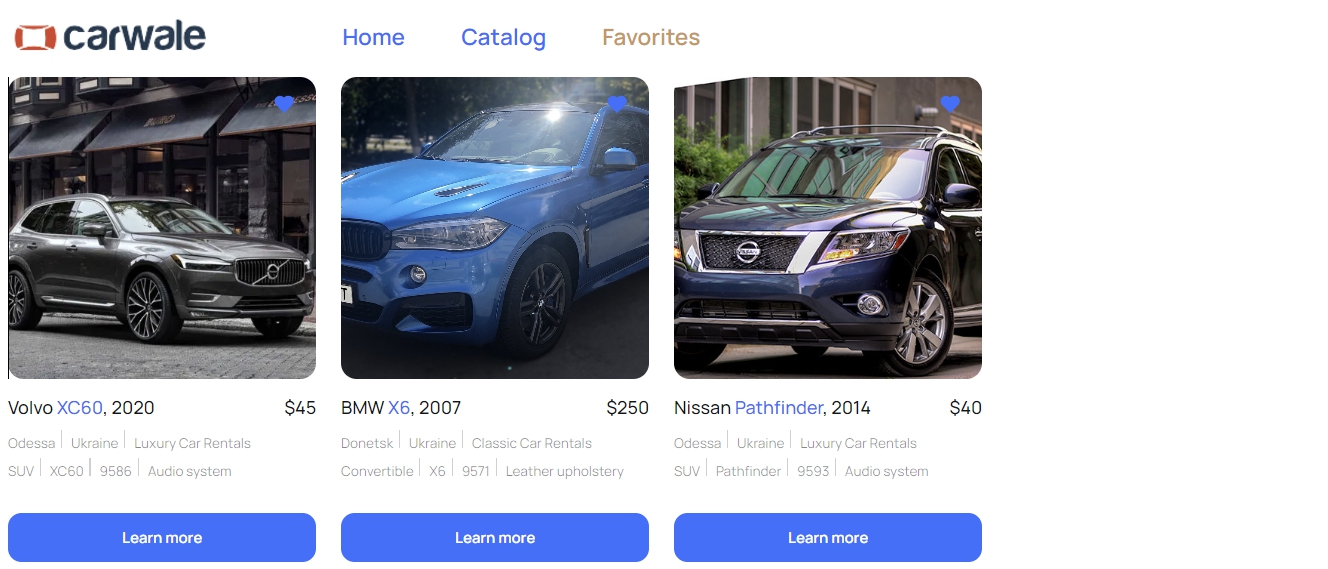 carwale
Home Catalog Favorites
Volvo XC60, 2020 $45
Odessa Ukraine Luxury Car Rentals
SUV XC60 9586 Audio system
Learn more
BMW X6, 2007 $250
Donetsk Ukraine Classic Car Rentals
Convertible X6 9571 Leather upholstery
Learn more
NISSAN
Nissan Pathfinder, 2014 $40
Odessa Ukraine Luxury Car Rentals
SUV Pathfinder 9593 Audio system
Learn more